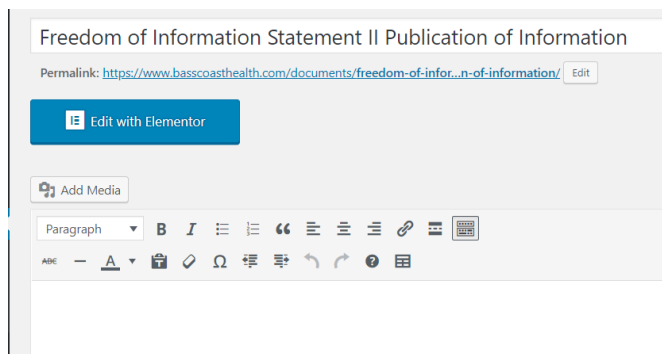 Freedom of Information Statement II Publication of Information
Permalink: https://www.basscoasthealth.com/documents/freedom-of-infor...n-of-information/ Edit
Edit with Elementor
Add Media
Paragraph B I
ABC A T Ω ?